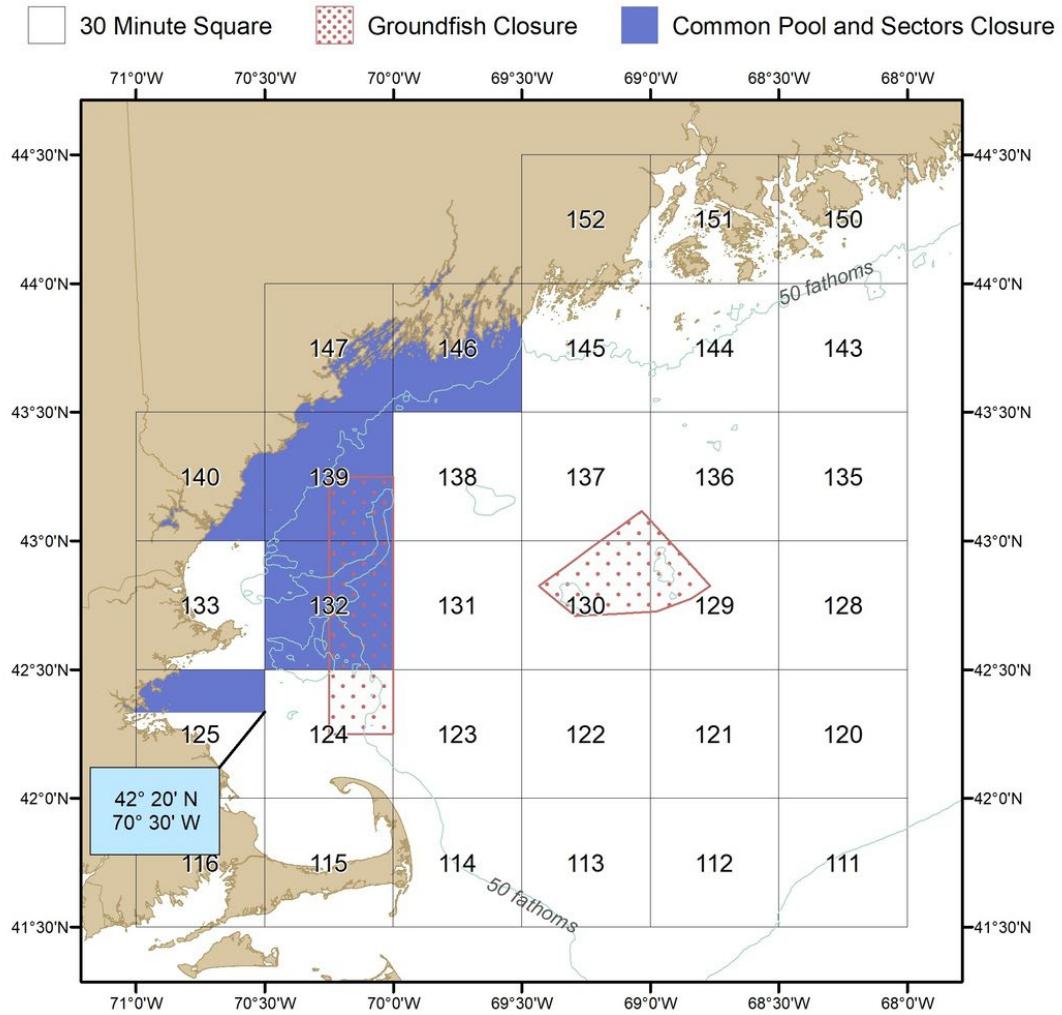 30 Minute Square Groundfish Closure Common Pool and Sectors Closure
71°0'W 70°30'W 70°0'W 69°30'W 69°0'W 68°30'W 68°0'W
44°30'N 44°30'N
152 151 150
50 fathoms
44°0'N 44°0'N
147 146 145 144 143
43°30'N 43°30'N
140 139 138 137 136 135
43°0'N 43°0'N
133 132 131 130 129 128
42°30'N 42°30'N
125 124 123 122 121 120
42° 20' N
70° 30' W
42°0'N 42°0'N
116 115 114 113 112 111
50 fathoms
41°30'N 41°30'N
71°0'W 70°30'W 70°0'W 69°30'W 69°0'W 68°30'W 68°0'W